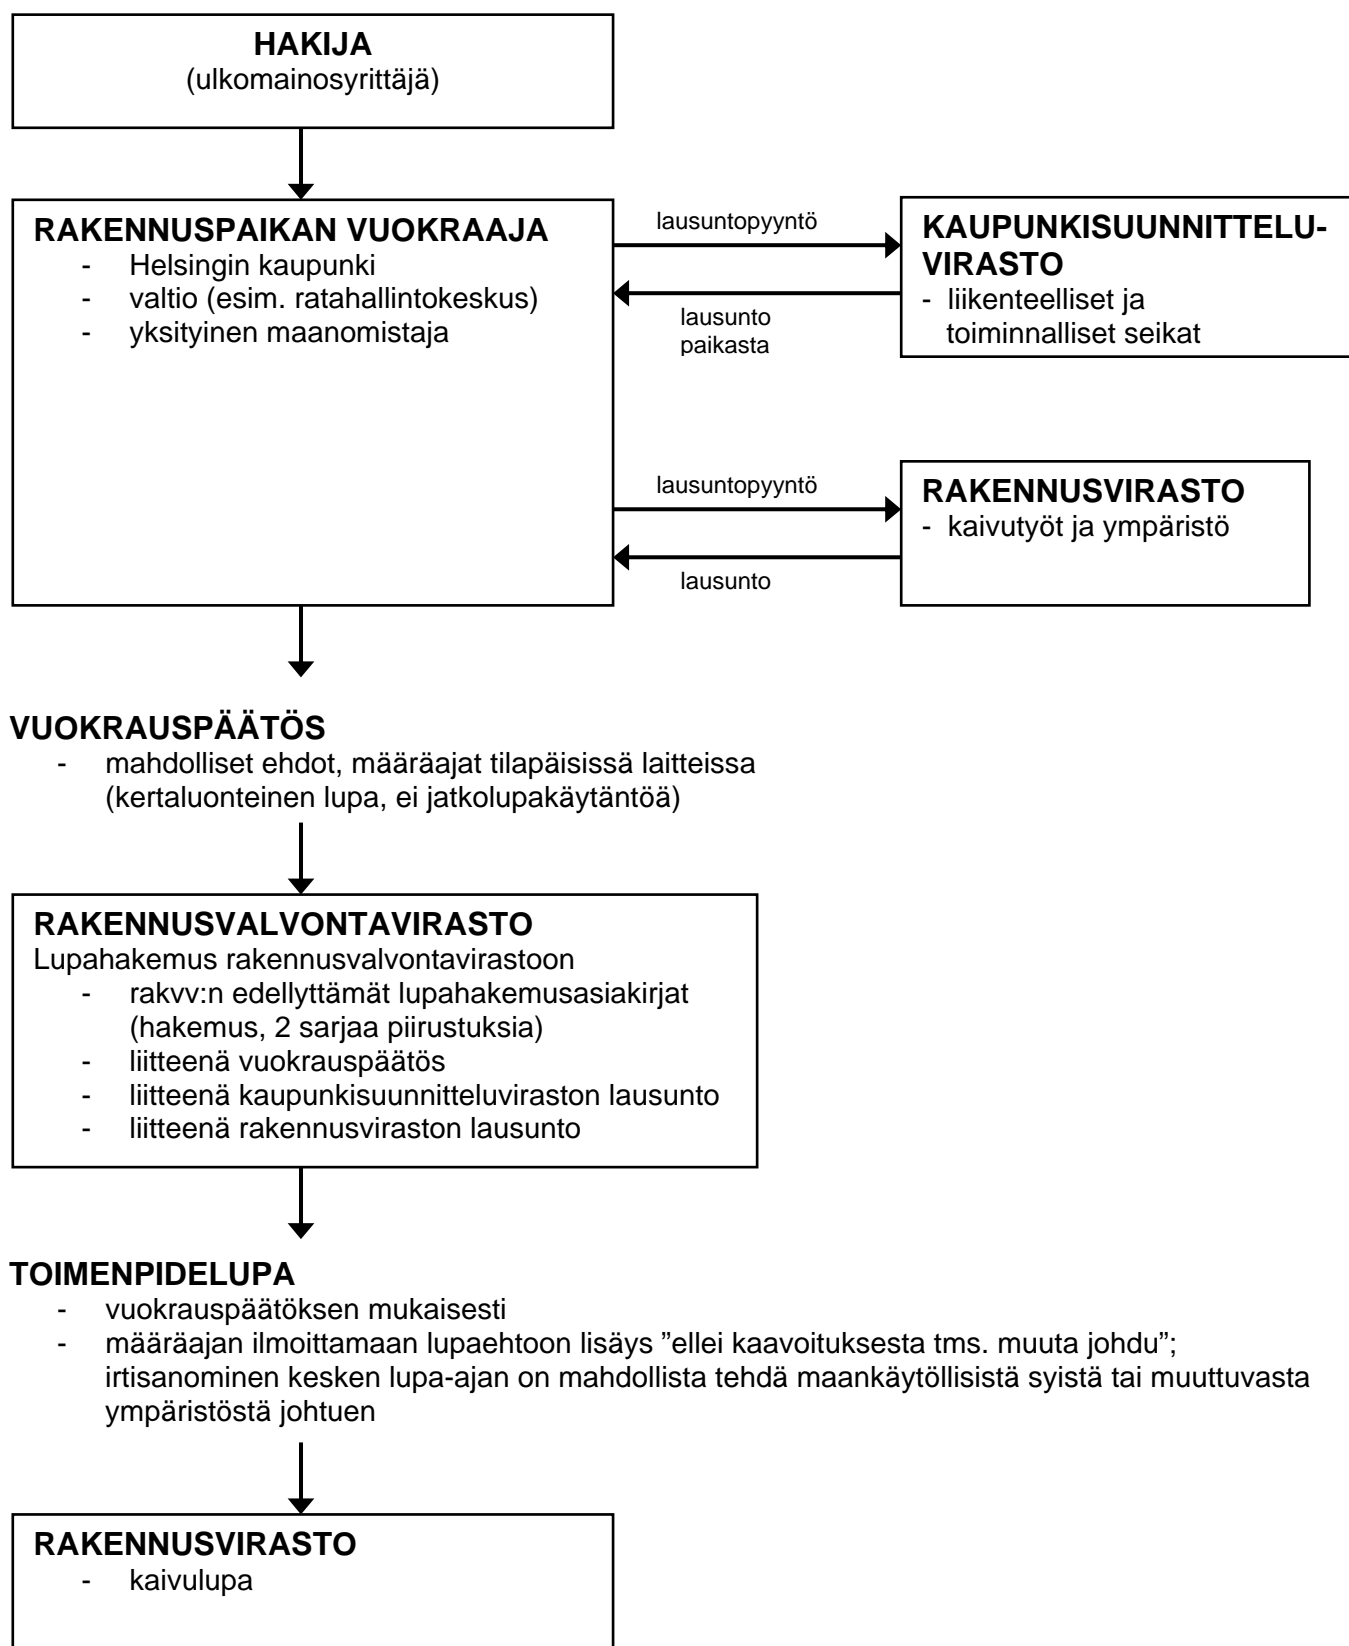 HAKIJA
(ulkomainosyrittäjä)
RAKENNUSPAIKAN VUOKRAAJA
- Helsingin kaupunki
- valtio (esim. ratahallintokeskus)
- yksityinen maanomistaja
lausuntopyyntö
lausunto
paikasta
KAUPUNKISUUNNITTELU-
VIRASTO
- liikenteelliset ja
toiminnalliset seikat
lausuntopyyntö
lausunto
RAKENNUSVIRASTO
- kaivutyöt ja ympäristö
VUOKRAUSPÄÄTÖS
- mahdolliset ehdot, määräajat tilapäisissä laitteissa
(kertaluonteinen lupa, ei jatkolupakäytäntöä)
RAKENNUSVALVONTAVIRASTO
Lupahakemus rakennusvalvontavirastoon
- rakvv:n edellyttämät lupahakemusasiakirjat
(hakemus, 2 sarjaa piirustuksia)
- liitteenä vuokrauspäätös
- liitteenä kaupunkisuunnitteluviraston lausunto
- liitteenä rakennusviraston lausunto
TOIMENPIDELUPA
- vuokrauspäätöksen mukaisesti
- määräajan ilmoittamaan lupaehtoon lisäys ”ellei kaavoituksesta tms. muuta johdu”;
irtisanominen kesken lupa-ajan on mahdollista tehdä maankäytöllisistä syistä tai muuttuvasta
ympäristöstä johtuen
RAKENNUSVIRASTO
- kaivulupa